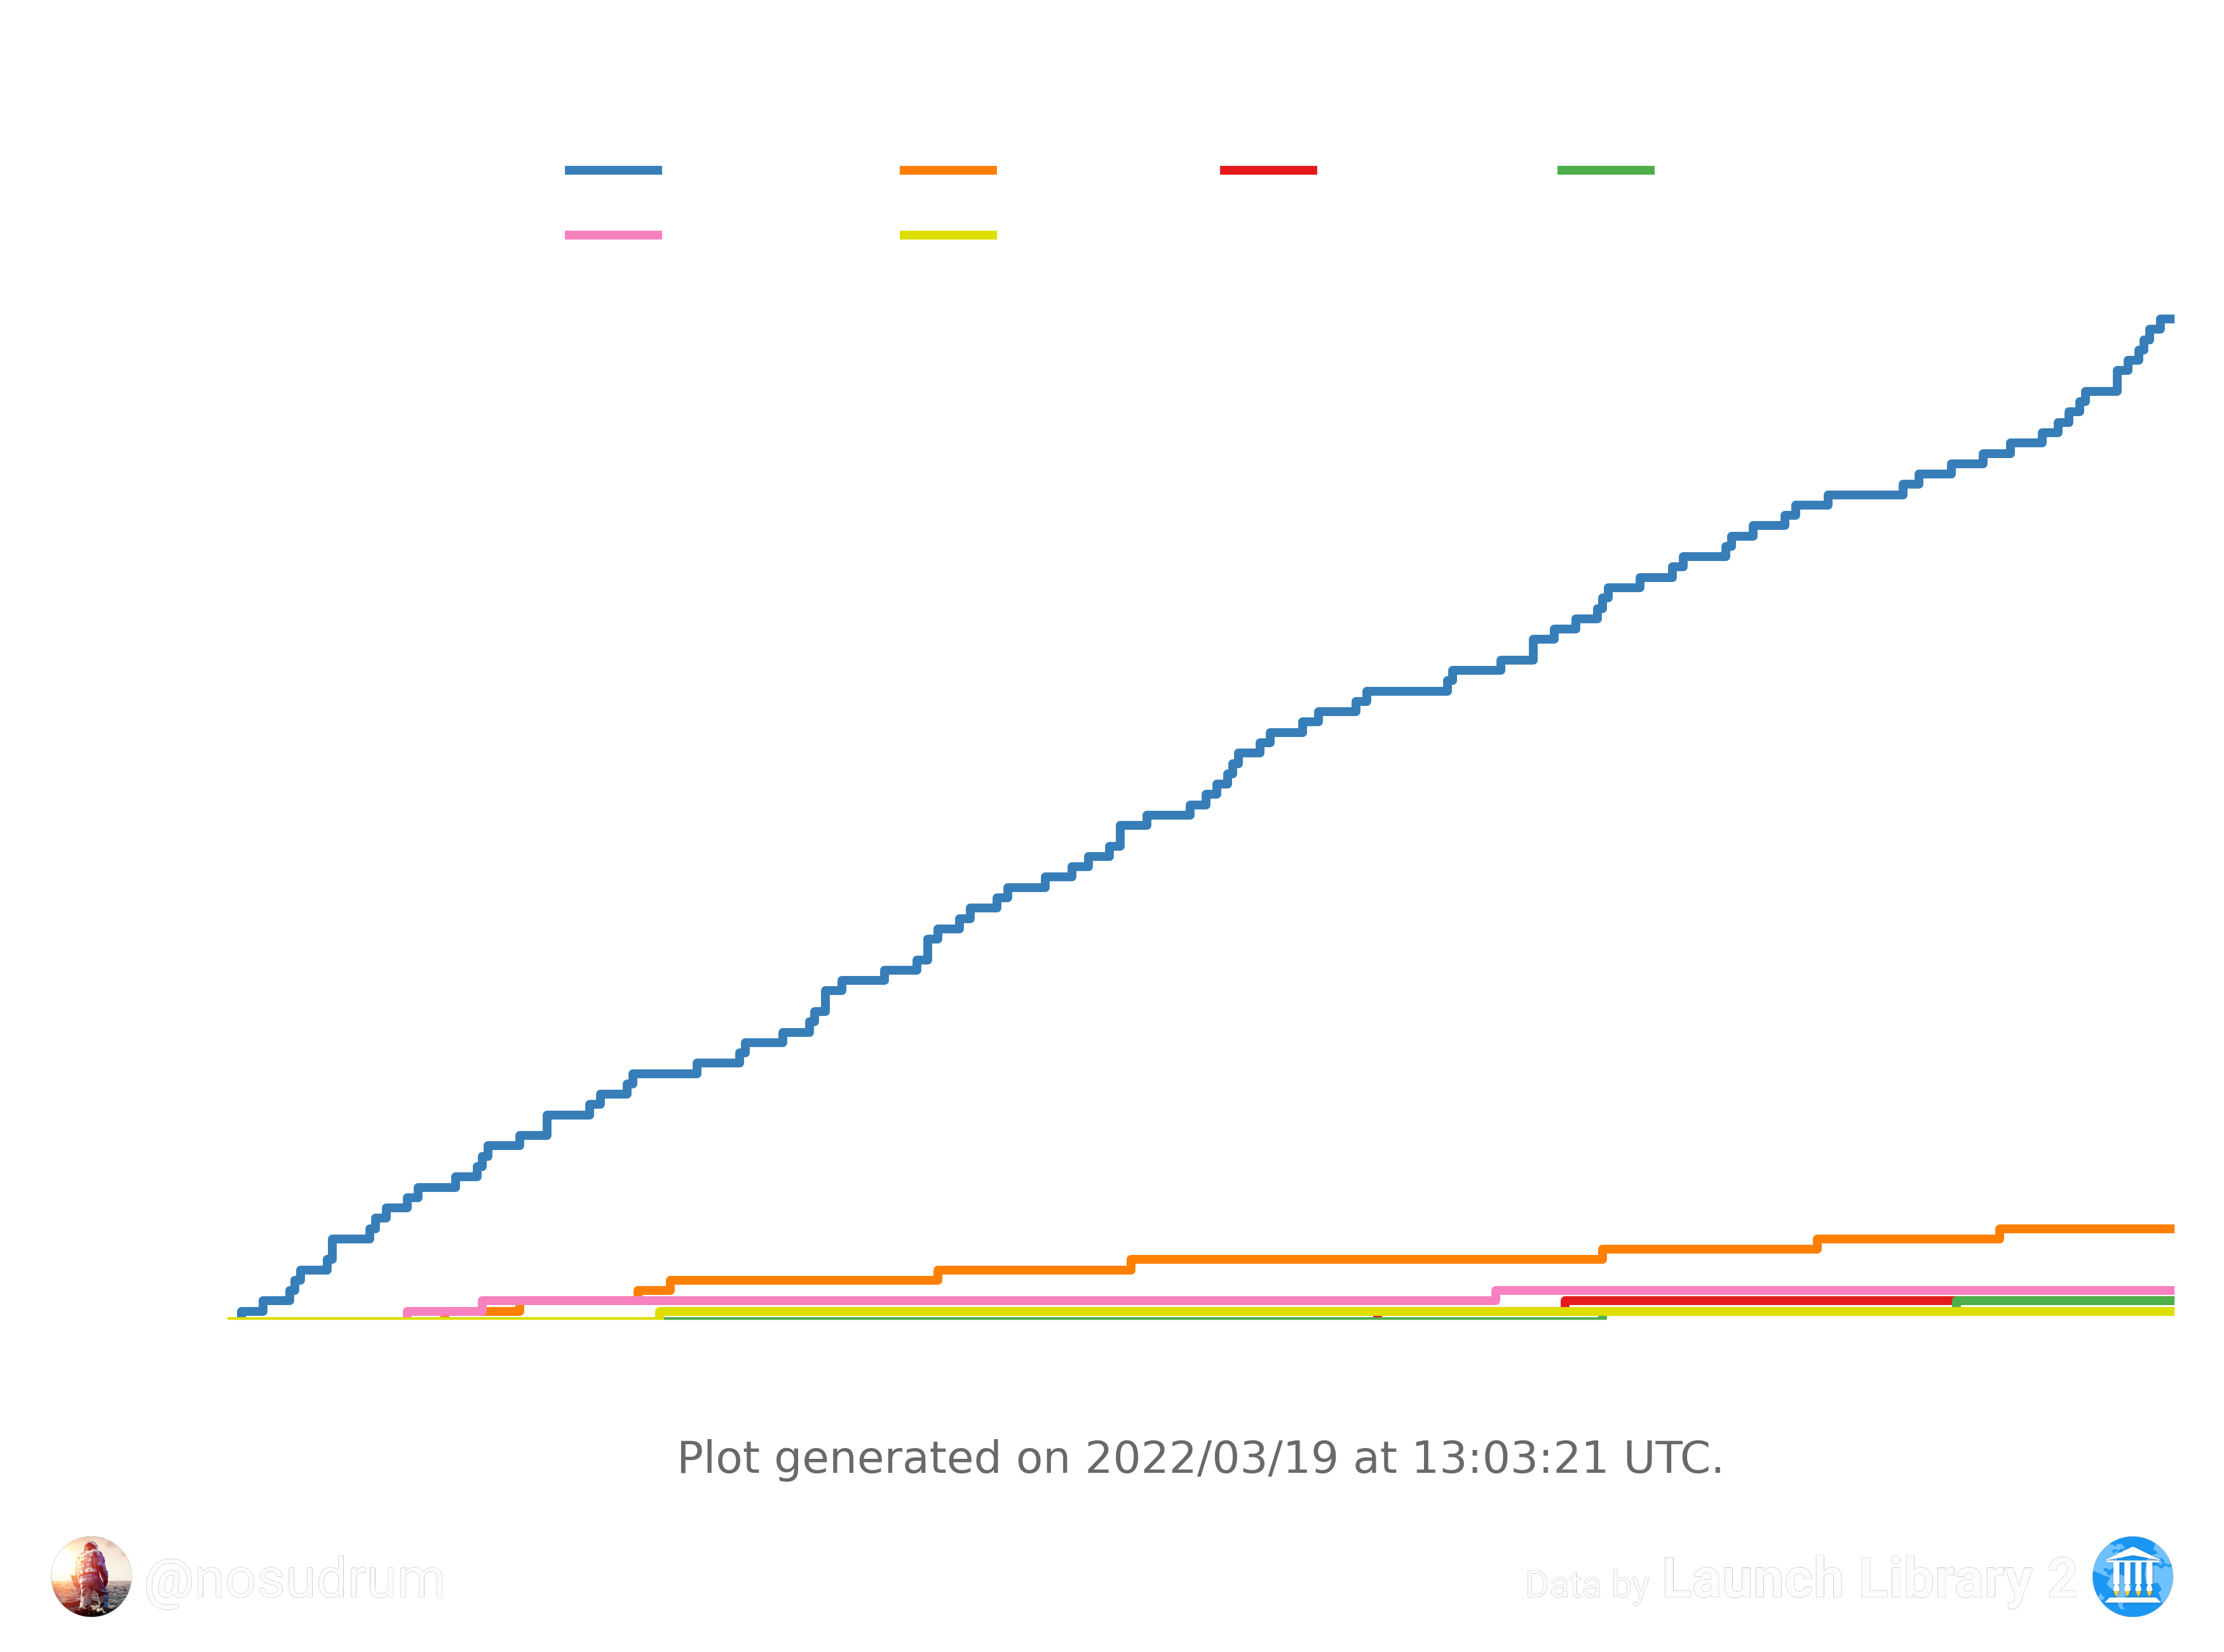 Plot generated on 2022/03/19 at 13:03:21 UTC.
@nosudrum
Data by Launch Library 2